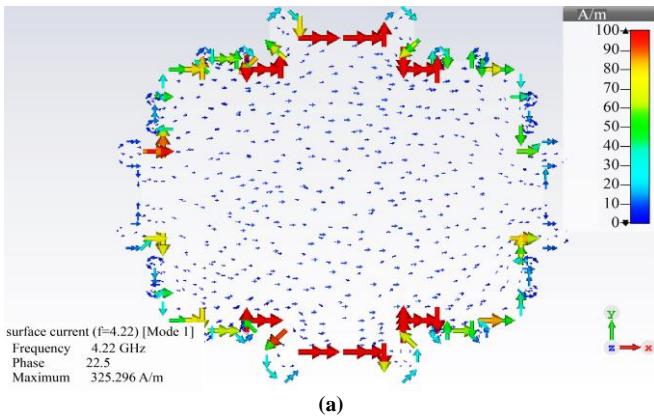 A/m
100
90
80
70
60
50
40
30
20
10
0
surface current (f=4.22) [Mode 1]
Frequency 4.22 GHz
Phase 22.5
Maximum 325.296 A/m
y
z
x
(a)